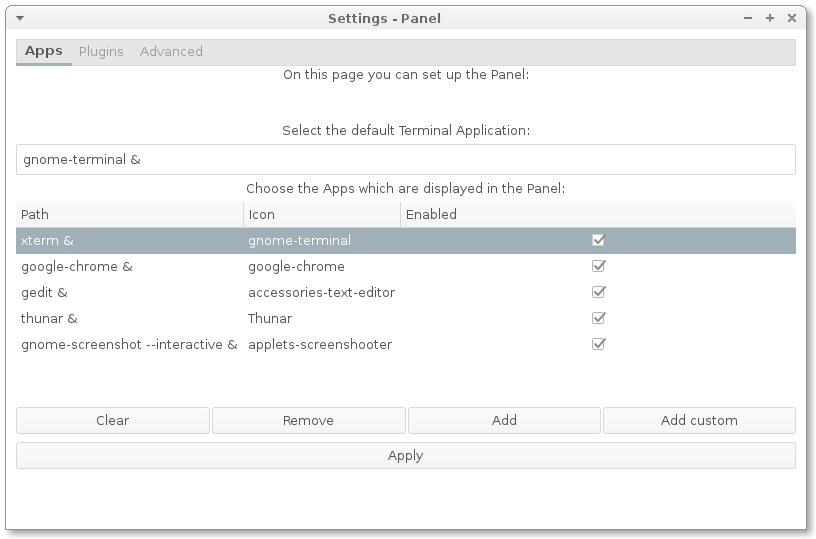 Settings - Panel
Apps Plugins Advanced
On this page you can set up the Panel:
Select the default Terminal Application:
gnome-terminal &
Choose the Apps which are displayed in the Panel:
Path Icon Enabled
xterm & gnome-terminal
google-chrome & google-chrome
gedit & accessories-text-editor
thunar & Thunar
gnome-screenshot --interactive & applets-screenshooter
Clear Remove Add Add custom
Apply